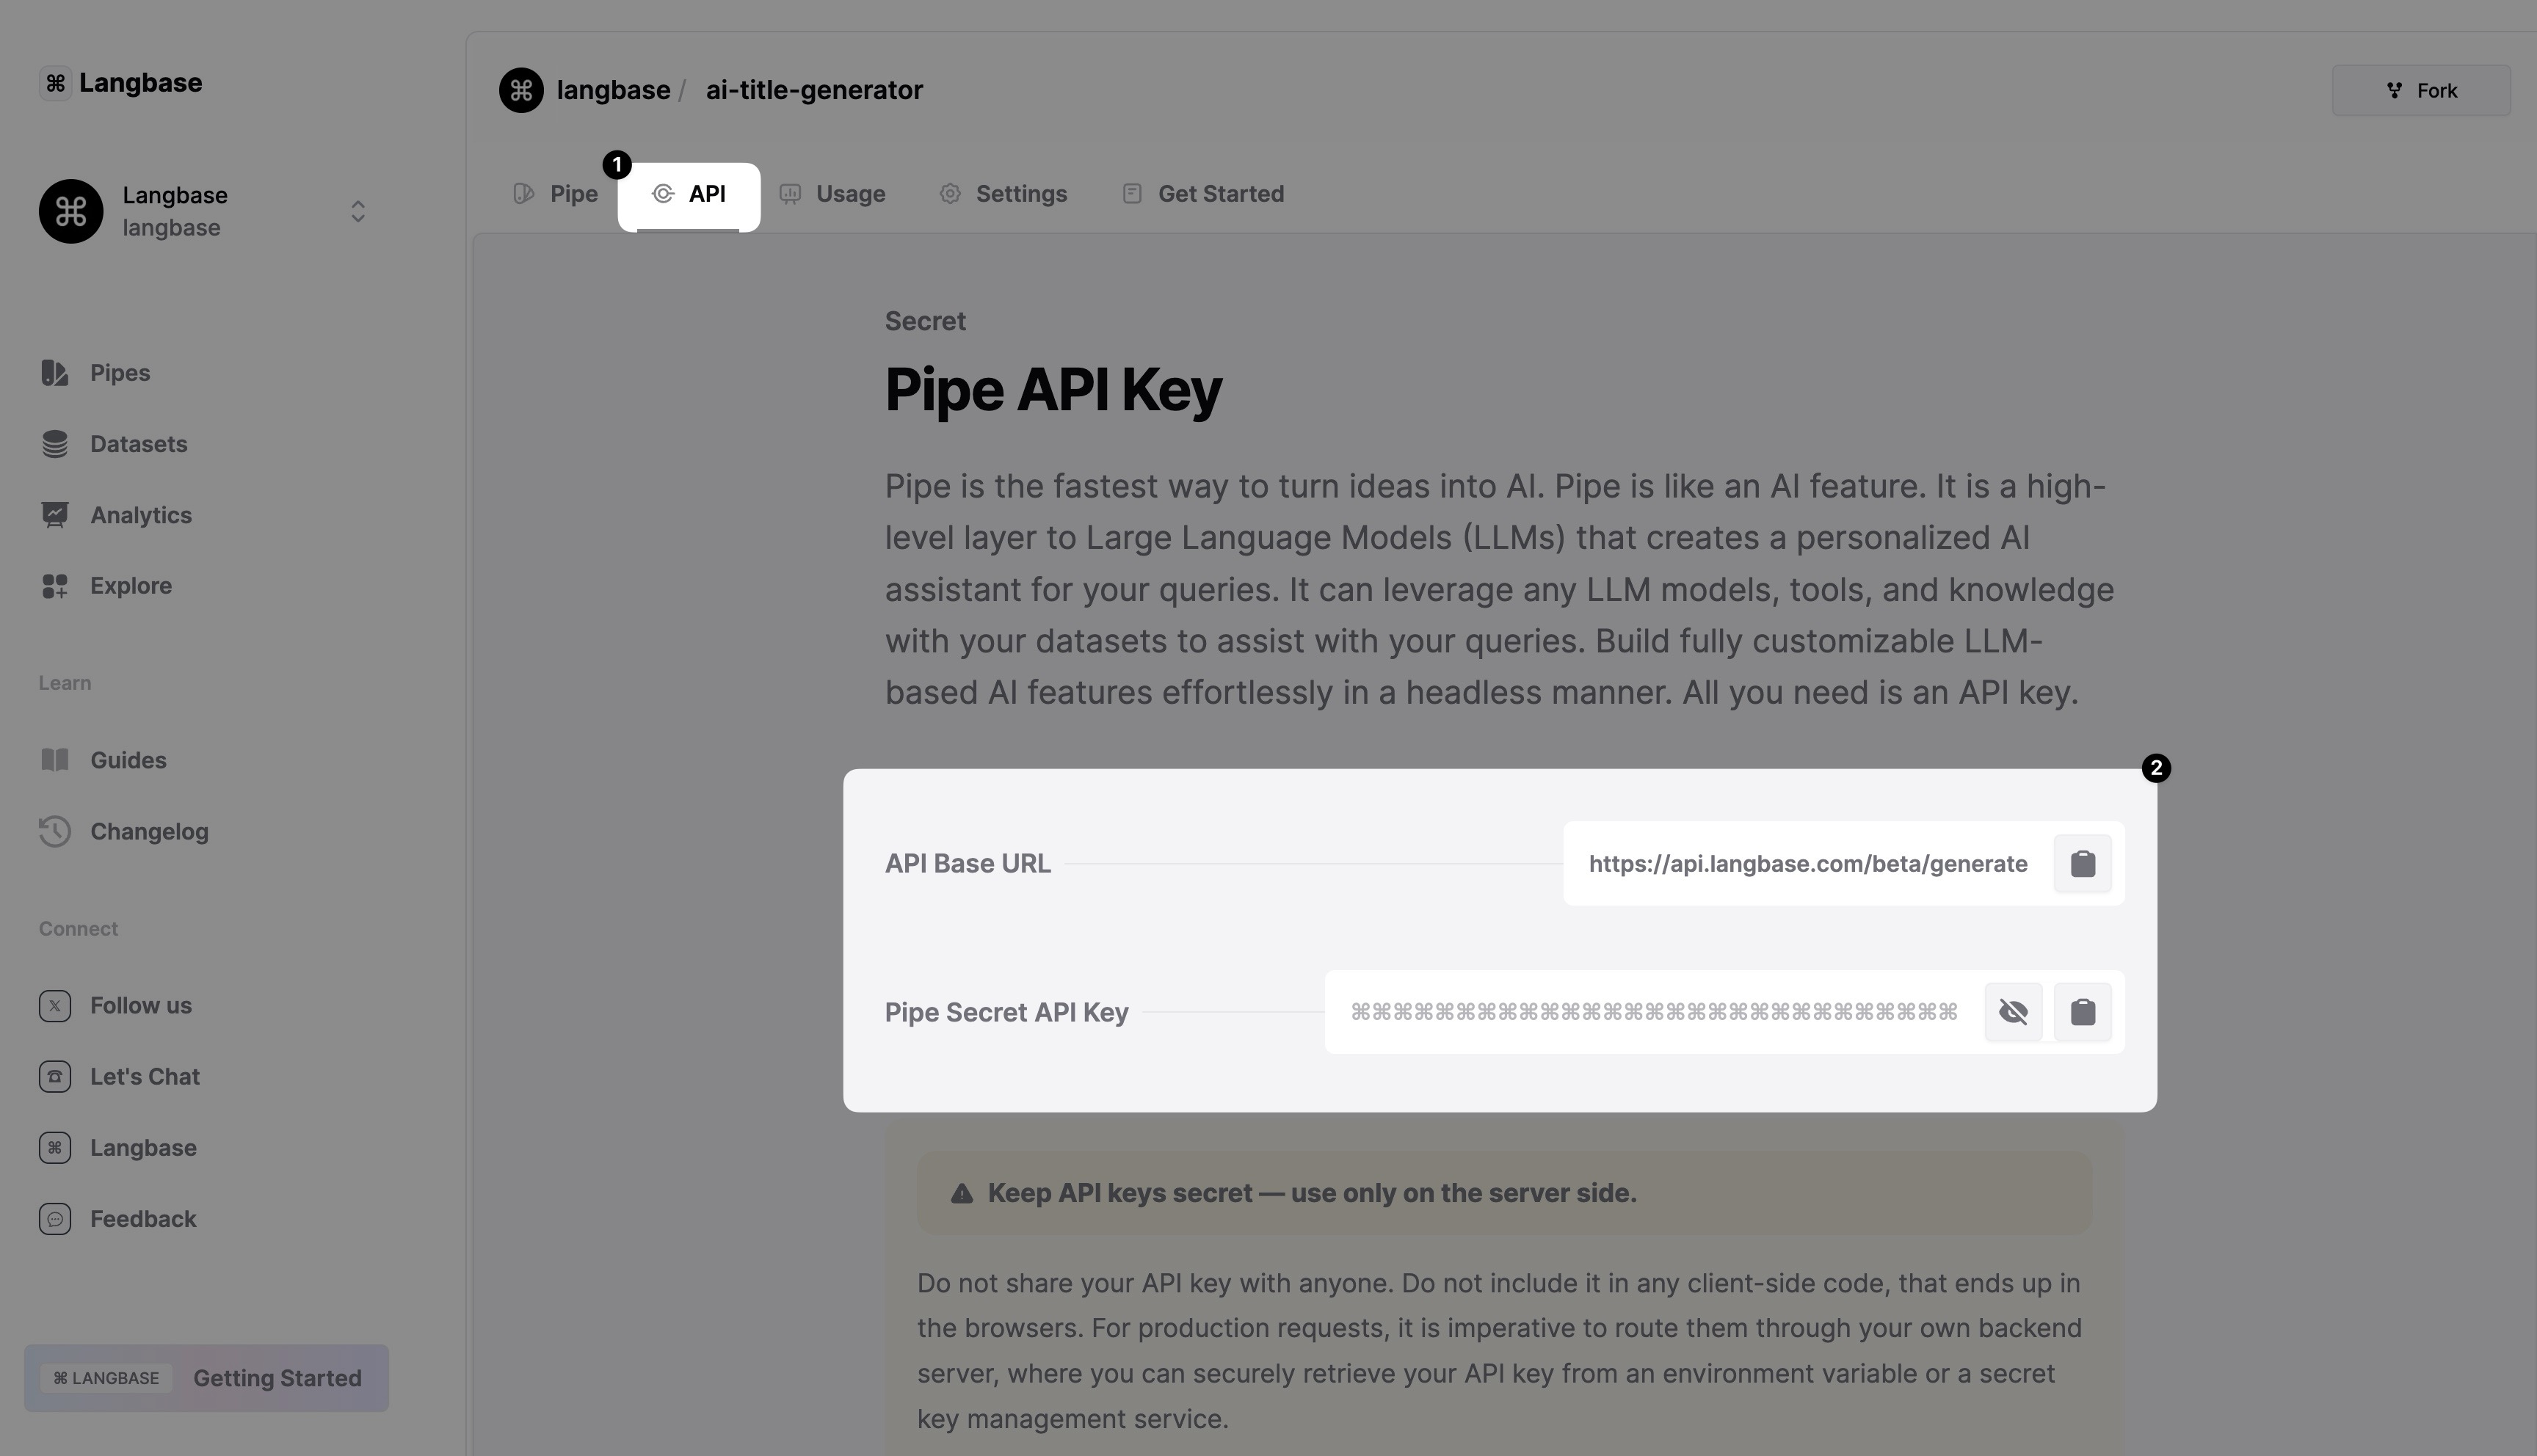 ⌘ Langbase
Langbase
langbase
Pipes
Datasets
Analytics
Explore
Learn
Guides
Changelog
Connect
Follow us
Let's Chat
Langbase
Feedback
⌘ LANGBASE Getting Started
langbase / ai-title-generator
Fork
Pipe
1
API
Usage
Settings
Get Started
Secret
Pipe API Key
Pipe is the fastest way to turn ideas into AI. Pipe is like an AI feature. It is a high-
level layer to Large Language Models (LLMs) that creates a personalized AI
assistant for your queries. It can leverage any LLM models, tools, and knowledge
with your datasets to assist with your queries. Build fully customizable LLM-
based AI features effortlessly in a headless manner. All you need is an API key.
2
API Base URL https://api.langbase.com/beta/generate
Pipe Secret API Key ⌘⌘⌘⌘⌘⌘⌘⌘⌘⌘⌘⌘⌘⌘⌘⌘⌘⌘⌘⌘⌘⌘⌘⌘⌘⌘⌘⌘⌘
Keep API keys secret — use only on the server side.
Do not share your API key with anyone. Do not include it in any client-side code, that ends up in
the browsers. For production requests, it is imperative to route them through your own backend
server, where you can securely retrieve your API key from an environment variable or a secret
key management service.